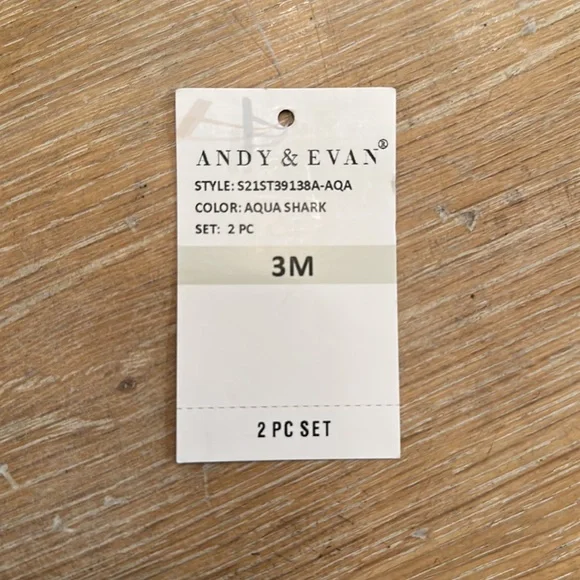 ANDY & EVAN®
STYLE: S21ST39138A-AQA
COLOR: AQUA SHARK
SET: 2 PC
3M
2 PC SET